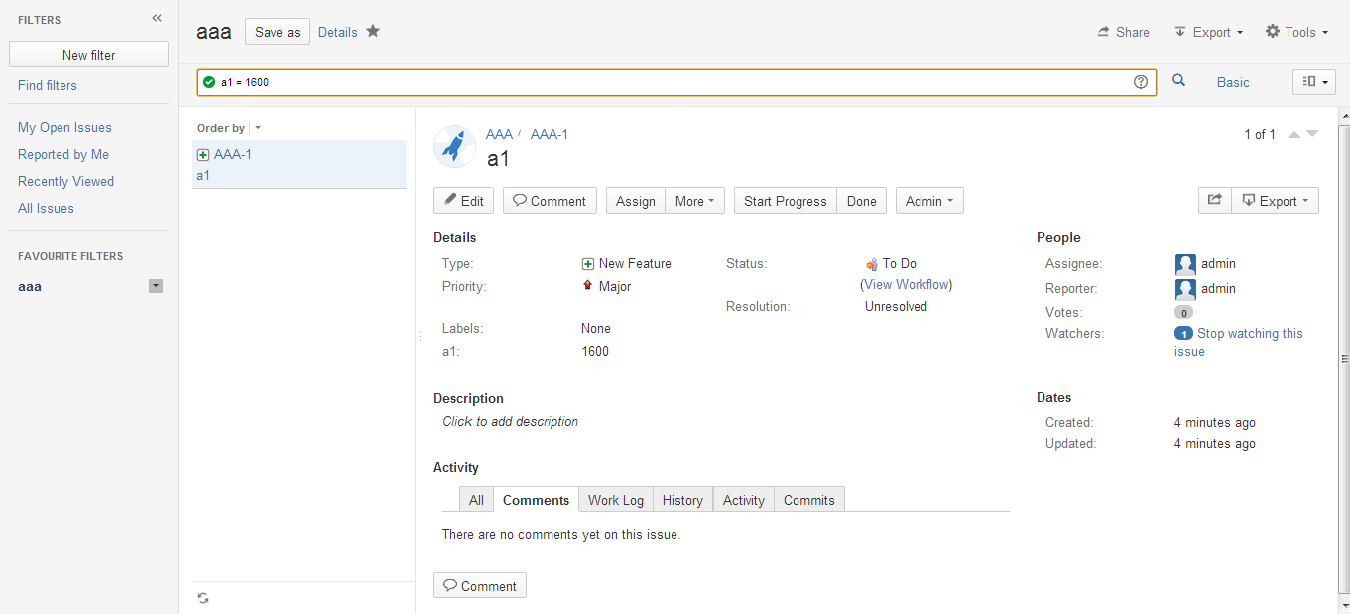 FILTERS
New filter
Find filters
My Open Issues
Reported by Me
Recently Viewed
All Issues
FAVOURITE FILTERS
aaa
aaa Save as Details Share Export Tools
a1 = 1600 Basic
Order by
AAA-1
a1
AAA / AAA-1 1 of 1
a1
Edit Comment Assign More Start Progress Done Admin Export
Details
Type: New Feature Status: To Do
Priority: Major (View Workflow)
Resolution: Unresolved
Labels: None
a1: 1600
Description
Click to add description
Activity
All Comments Work Log History Activity Commits
There are no comments yet on this issue.
Comment
People
Assignee: admin
Reporter: admin
Votes: 0
Watchers: 1 Stop watching this
issue
Dates
Created: 4 minutes ago
Updated: 4 minutes ago